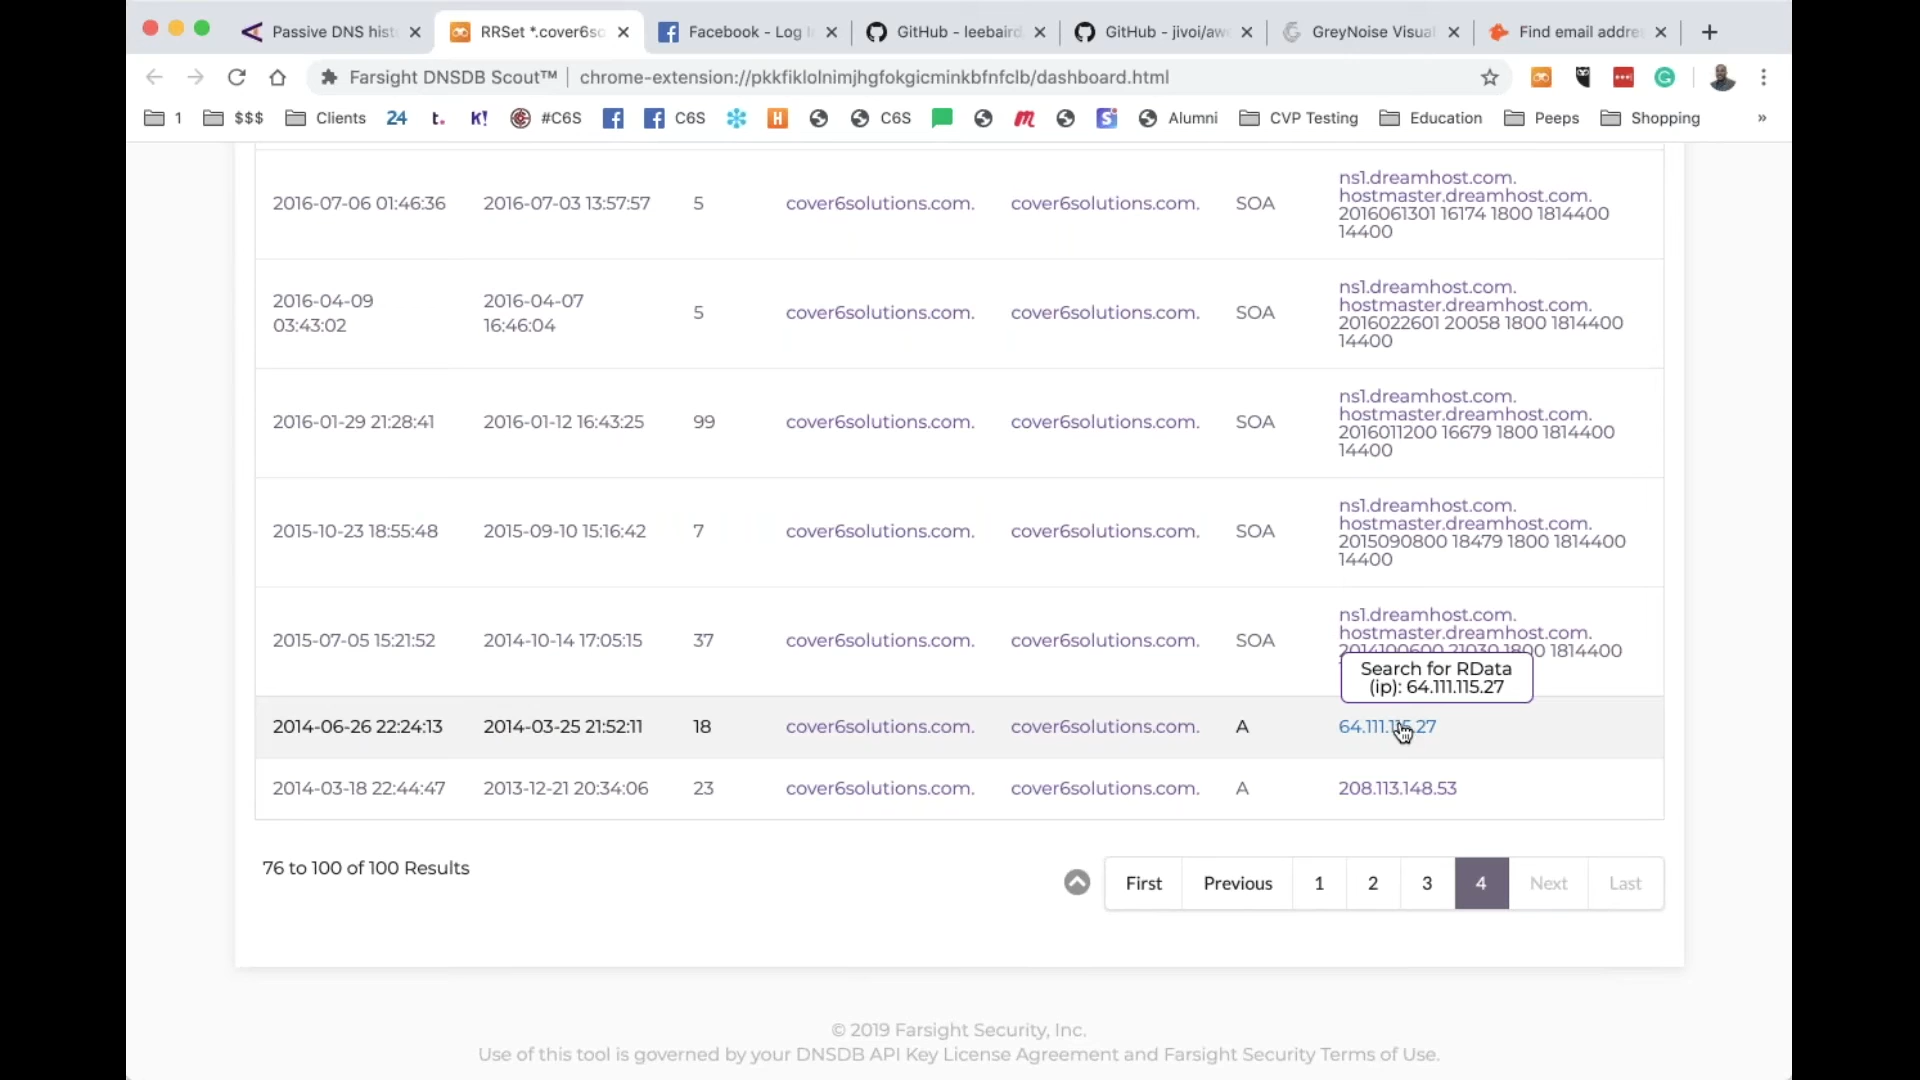 Passive DNS hist
RRSet *.cover6so
Facebook - Log I
GitHub - leebaird
GitHub - jivoi/aw
GreyNoise Visual
Find email addre
Farsight DNSDB Scout™ chrome-extension://pkkfiklolnimjhgfokgicminkbfnfclb/dashboard.html
1 $$$ Clients 24 t. K! #C6S C6S H C6S m S Alumni CVP Testing Education Peeps Shopping »
2016-07-06 01:46:36 2016-07-03 13:57:57 5 cover6solutions.com. cover6solutions.com. SOA ns1.dreamhost.com.
hostmaster.dreamhost.com.
2016061301 16174 1800 1814400
14400
2016-04-09
03:43:02
2016-04-07
16:46:04
5 cover6solutions.com. cover6solutions.com. SOA ns1.dreamhost.com.
hostmaster.dreamhost.com.
2016022601 20058 1800 1814400
14400
2016-01-29 21:28:41 2016-01-12 16:43:25 99 cover6solutions.com. cover6solutions.com. SOA ns1.dreamhost.com.
hostmaster.dreamhost.com.
2016011200 16679 1800 1814400
14400
2015-10-23 18:55:48 2015-09-10 15:16:42 7 cover6solutions.com. cover6solutions.com. SOA ns1.dreamhost.com.
hostmaster.dreamhost.com.
2015090800 18479 1800 1814400
14400
2015-07-05 15:21:52 2014-10-14 17:05:15 37 cover6solutions.com. cover6solutions.com. SOA ns1.dreamhost.com.
hostmaster.dreamhost.com.
2014100600 21030 1800 1814400
Search for RData
(ip): 64.111.115.27
2014-06-26 22:24:13 2014-03-25 21:52:11 18 cover6solutions.com. cover6solutions.com. A 64.111.115.27
2014-03-18 22:44:47 2013-12-21 20:34:06 23 cover6solutions.com. cover6solutions.com. A 208.113.148.53
76 to 100 of 100 Results
First Previous 1 2 3 4 Next Last
© 2019 Farsight Security, Inc.
Use of this tool is governed by your DNSDB API Key License Agreement and Farsight Security Terms of Use.